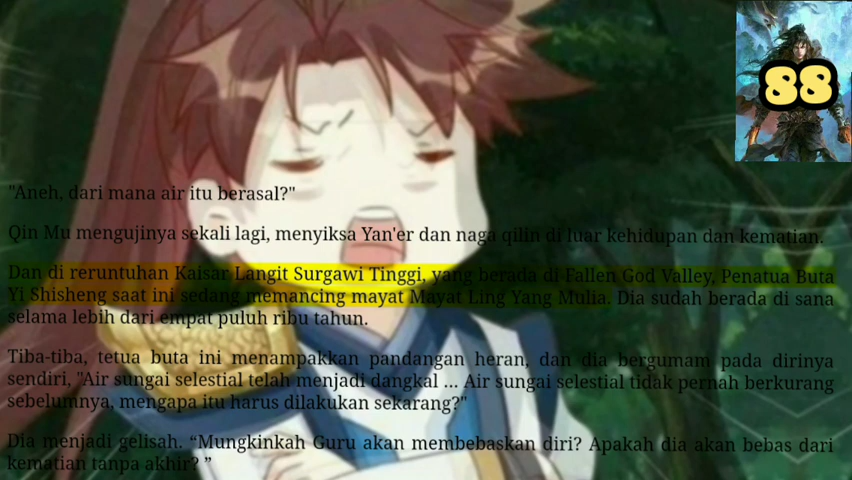 88
"Aneh, dari mana air itu berasal?"
Qin Mu mengujinya sekali lagi, menyiksa Yan'er dan naga qilin di luar kehidupan dan kematian.
Dan di reruntuhan Kaisar Langit Surgawi Tinggi, yang berada di Fallen God Valley, Penatua Buta
Yi Shisheng saat ini sedang memancing mayat Mayat Ling Yang Mulia. Dia sudah berada di sana
selama lebih dari empat puluh ribu tahun.
Tiba-tiba, tetua buta ini menampakkan pandangan heran, dan dia bergumam pada dirinya
sendiri, "Air sungai selestial telah menjadi dangkal ... Air sungai selestial tidak pernah berkurang
sebelumnya, mengapa itu harus dilakukan sekarang?"
Dia menjadi gelisah. “Mungkinkah Guru akan membebaskan diri? Apakah dia akan bebas dari
kematian tanpa akhir? ”